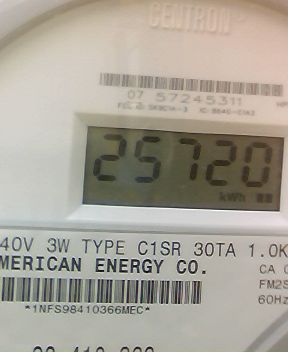 CENTRON
07 57245311
25720
kWh
40V 3W TYPE C1SR 30TA 1.0K
MERICAN ENERGY CO.
CA 0
FM2S
60Hz
*1NFS98410366MEC*